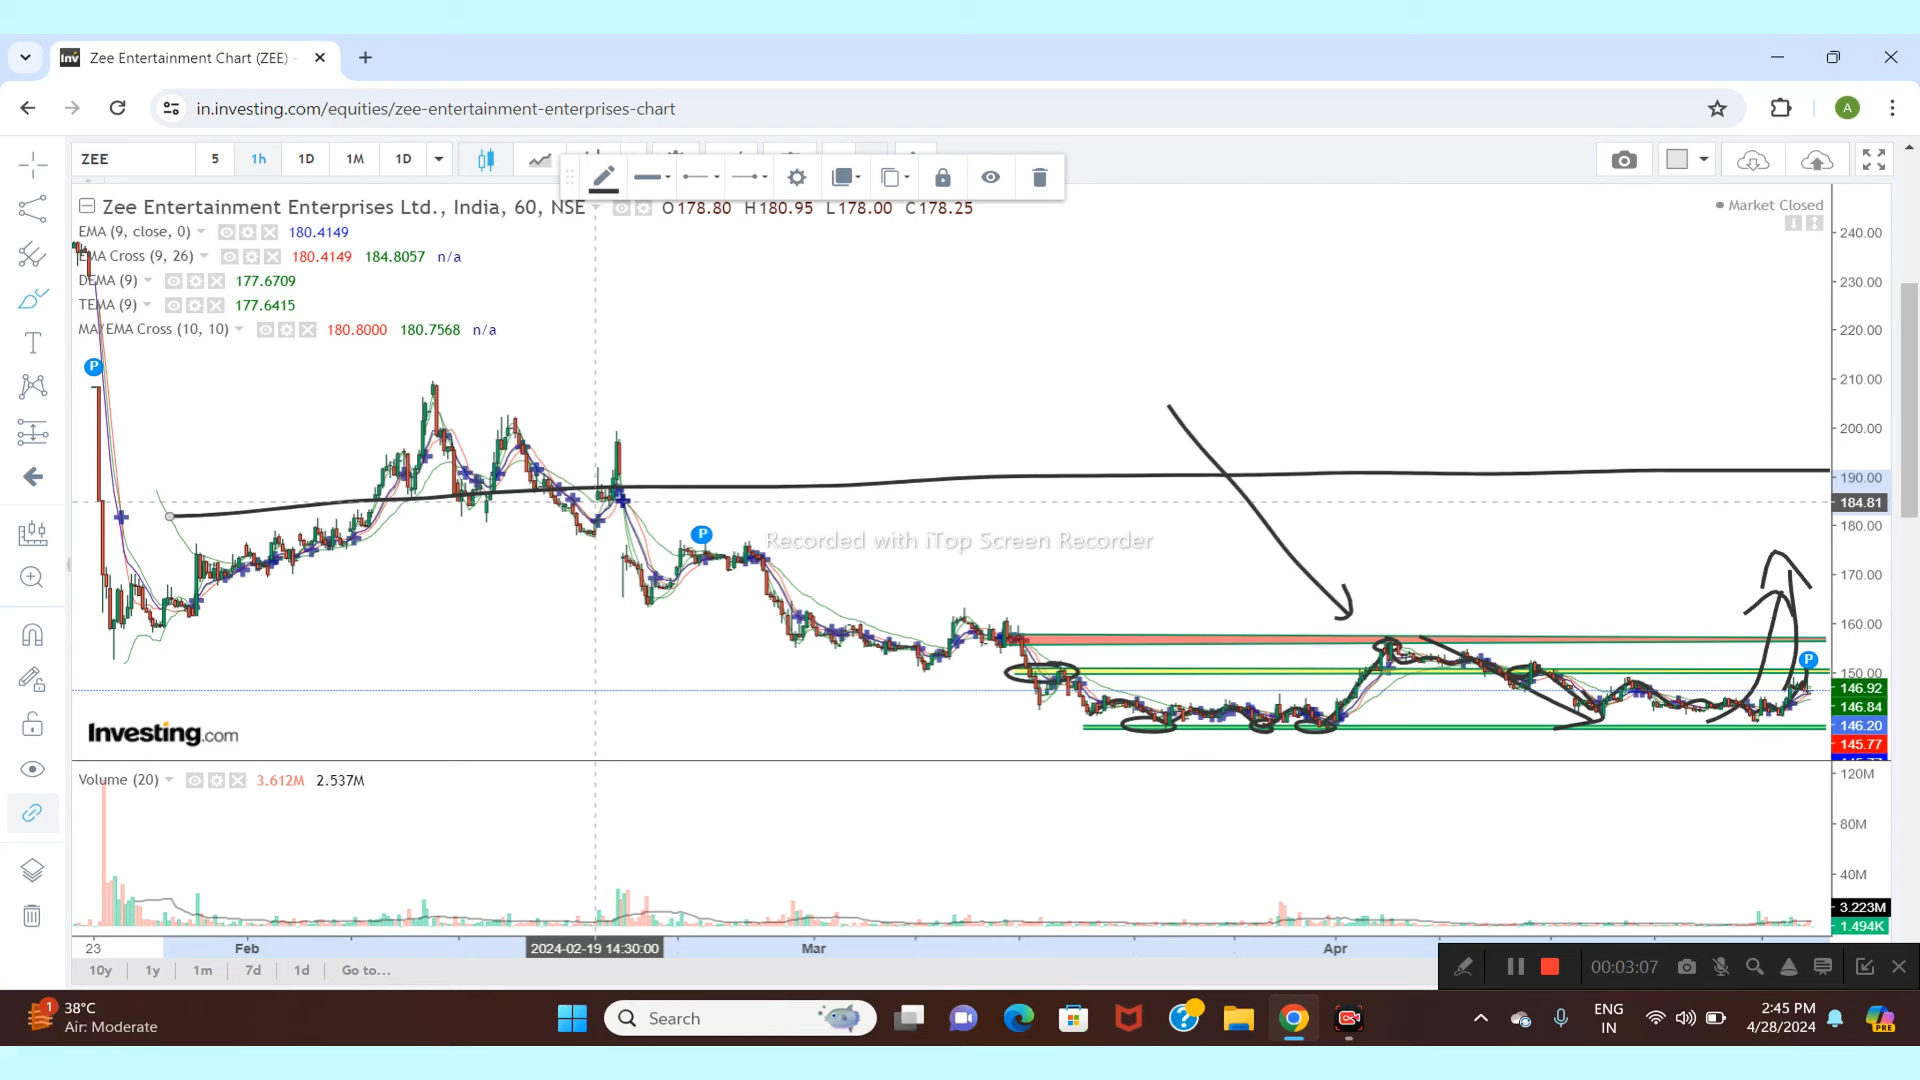 Zee Entertainment Chart (ZEE) -
in.investing.com/equities/zee-entertainment-enterprises-chart
A
ZEE 5 1h 1D 1M 1D
Zee Entertainment Enterprises Ltd., India, 60, NSE O178.80 H180.95 L178.00 C178.25
Market Closed
EMA (9, close, 0) 180.4149
EMA Cross (9, 26) 180.4149 184.8057 n/a
DEMA (9) 177.6709
TEMA (9) 177.6415
MA/EMA Cross (10, 10) 180.8000 180.7568 n/a
240.00
230.00
220.00
210.00
200.00
190.00
184.81
180.00
170.00
160.00
150.00
146.92
146.84
146.20
145.77
P
P
P
Recorded with iTop Screen Recorder
Investing.com
Volume (20) 3.612M 2.537M
120M
80M
40M
3.223M
1.494K
23 Feb 2024-02-19 14:30:00 Mar Apr
10y 1y 1m 7d 1d Go to...
00:03:07
1
38°C
Air: Moderate
Search
ENG
IN
2:45 PM
4/28/2024
PRE